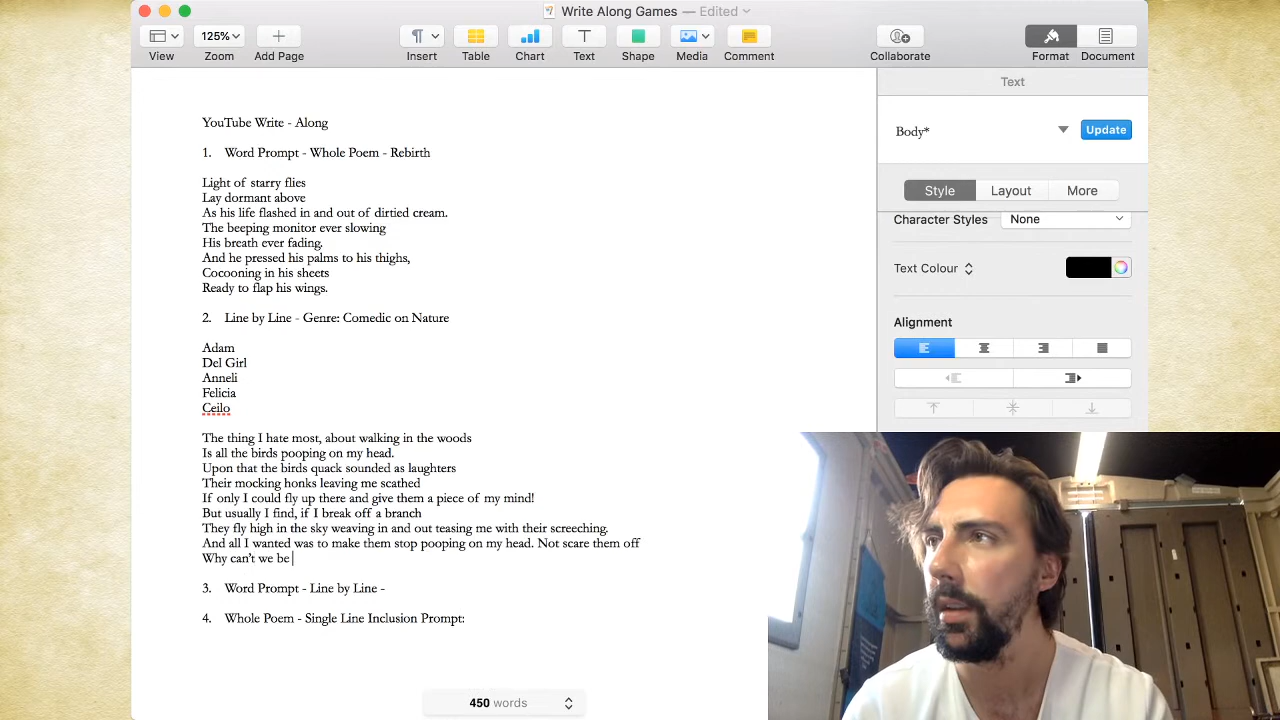 Write Along Games — Edited
125%
View
Zoom
Add Page
Insert
Table
Chart
Text
Shape
Media
Comment
Collaborate
Format
Document
Text
Body*
Update
Style
Layout
More
Character Styles
None
Text Colour
Alignment
YouTube Write - Along
1. Word Prompt - Whole Poem - Rebirth
Light of starry flies
Lay dormant above
As his life flashed in and out of dirtied cream.
The beeping monitor ever slowing
His breath ever fading.
And he pressed his palms to his thighs,
Cocooning in his sheets
Ready to flap his wings.
2. Line by Line - Genre: Comedic on Nature
Adam
Del Girl
Anneli
Felicia
Ceilo
The thing I hate most, about walking in the woods
Is all the birds pooping on my head.
Upon that the birds quack sounded as laughters
Their mocking honks leaving me scathed
If only I could fly up there and give them a piece of my mind!
But usually I find, if I break off a branch
They fly high in the sky weaving in and out teasing me with their screeching.
And all I wanted was to make them stop pooping on my head. Not scare them off
Why can't we be
3. Word Prompt - Line by Line -
4. Whole Poem - Single Line Inclusion Prompt:
450 words